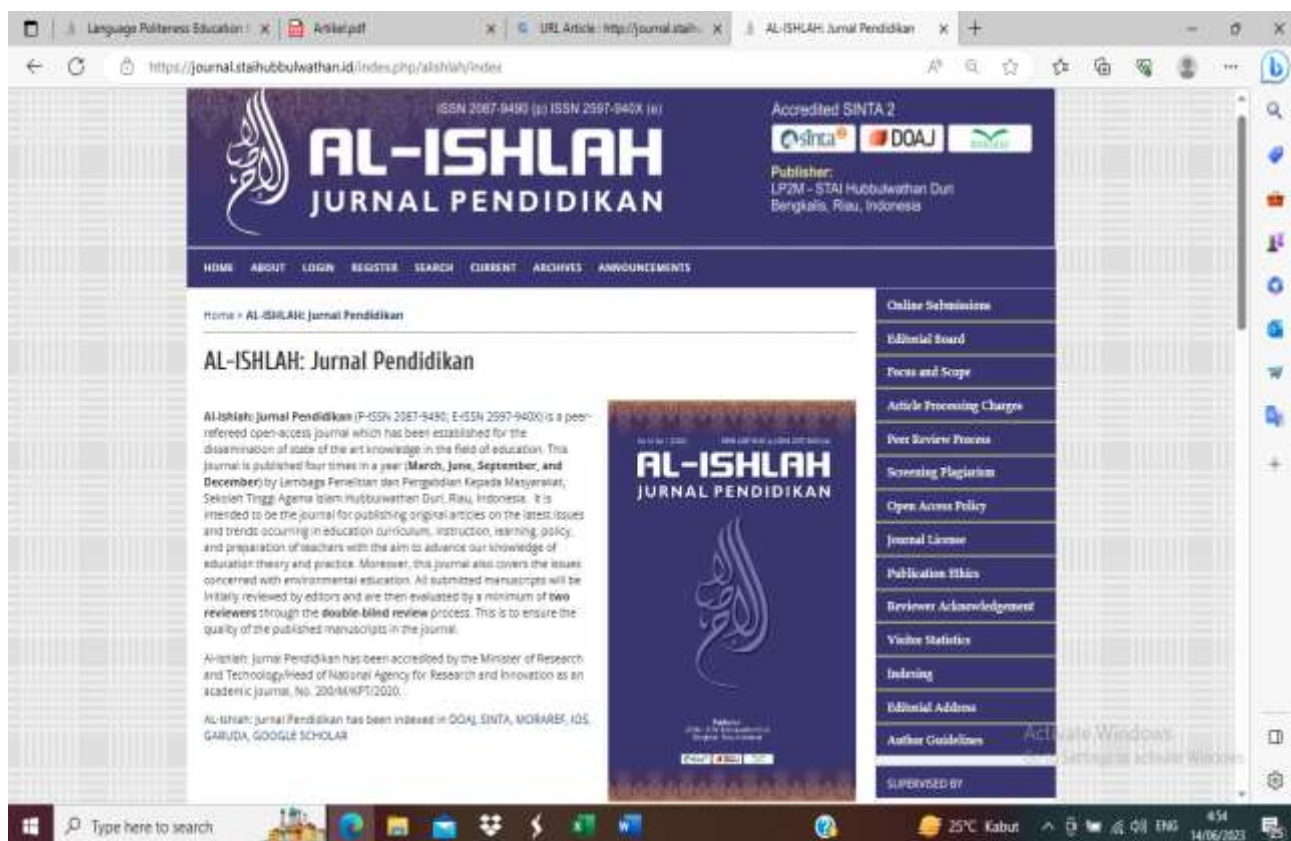 Language Politeness Education :
Artikel.pdf
URL Article : http://journal.staih
AL-ISHLAH: Jurnal Pendidikan
https://journal.staihubbulwathan.id/index.php/alishlah/index
ISSN 2087-9490 (p) ISSN 2597-940X (e)
AL-ISHLAH
JURNAL PENDIDIKAN
Accredited SINTA 2
sinta 2
DOAJ
Publisher:
LP2M - STAI Hubbulwathan Duri
Bengkalis, Riau, Indonesia
HOME ABOUT LOGIN REGISTER SEARCH CURRENT ARCHIVES ANNOUNCEMENTS
Home > AL-ISHLAH: Jurnal Pendidikan
AL-ISHLAH: Jurnal Pendidikan
Al-Ishlah: Jurnal Pendidikan (P-ISSN 2087-9490; E-ISSN 2597-940X) is a peer-
refereed open-access journal which has been established for the
dissemination of state of the art knowledge in the field of education. This
journal is published four times in a year (March, June, September, and
December) by Lembaga Penelitian dan Pengabdian Kepada Masyarakat,
Sekolah Tinggi Agama Islam Hubbulwathan Duri, Riau, Indonesia. It is
intended to be the journal for publishing original articles on the latest issues
and trends occurring in education curriculum, instruction, learning, policy,
and preparation of teachers with the aim to advance our knowledge of
education theory and practice. Moreover, this journal also covers the issues
concerned with environmental education. All submitted manuscripts will be
initially reviewed by editors and are then evaluated by a minimum of two
reviewers through the double-blind review process. This is to ensure the
quality of the published manuscripts in the journal.
Al-Ishlah: Jurnal Pendidikan has been accredited by the Minister of Research
and Technology/Head of National Agency for Research and Innovation as an
academic journal, No. 200/M/KPT/2020.
AL-Ishlah: Jurnal Pendidikan has been indexed in DOAJ, SINTA, MORAREF, IOS,
GARUDA, GOOGLE SCHOLAR
AL-ISHLAH
JURNAL PENDIDIKAN
Publisher
Online Submissions
Editorial Board
Focus and Scope
Article Processing Charges
Peer Review Process
Screening Plagiarism
Open Access Policy
Journal License
Publication Ethics
Reviewer Acknowledgement
Visitor Statistics
Indexing
Editorial Address
Author Guidelines
SUPERVISED BY
Activate Windows
Go to Settings to activate Windows.
Type here to search
25°C Kabut
ENG
4:54
14/06/2023